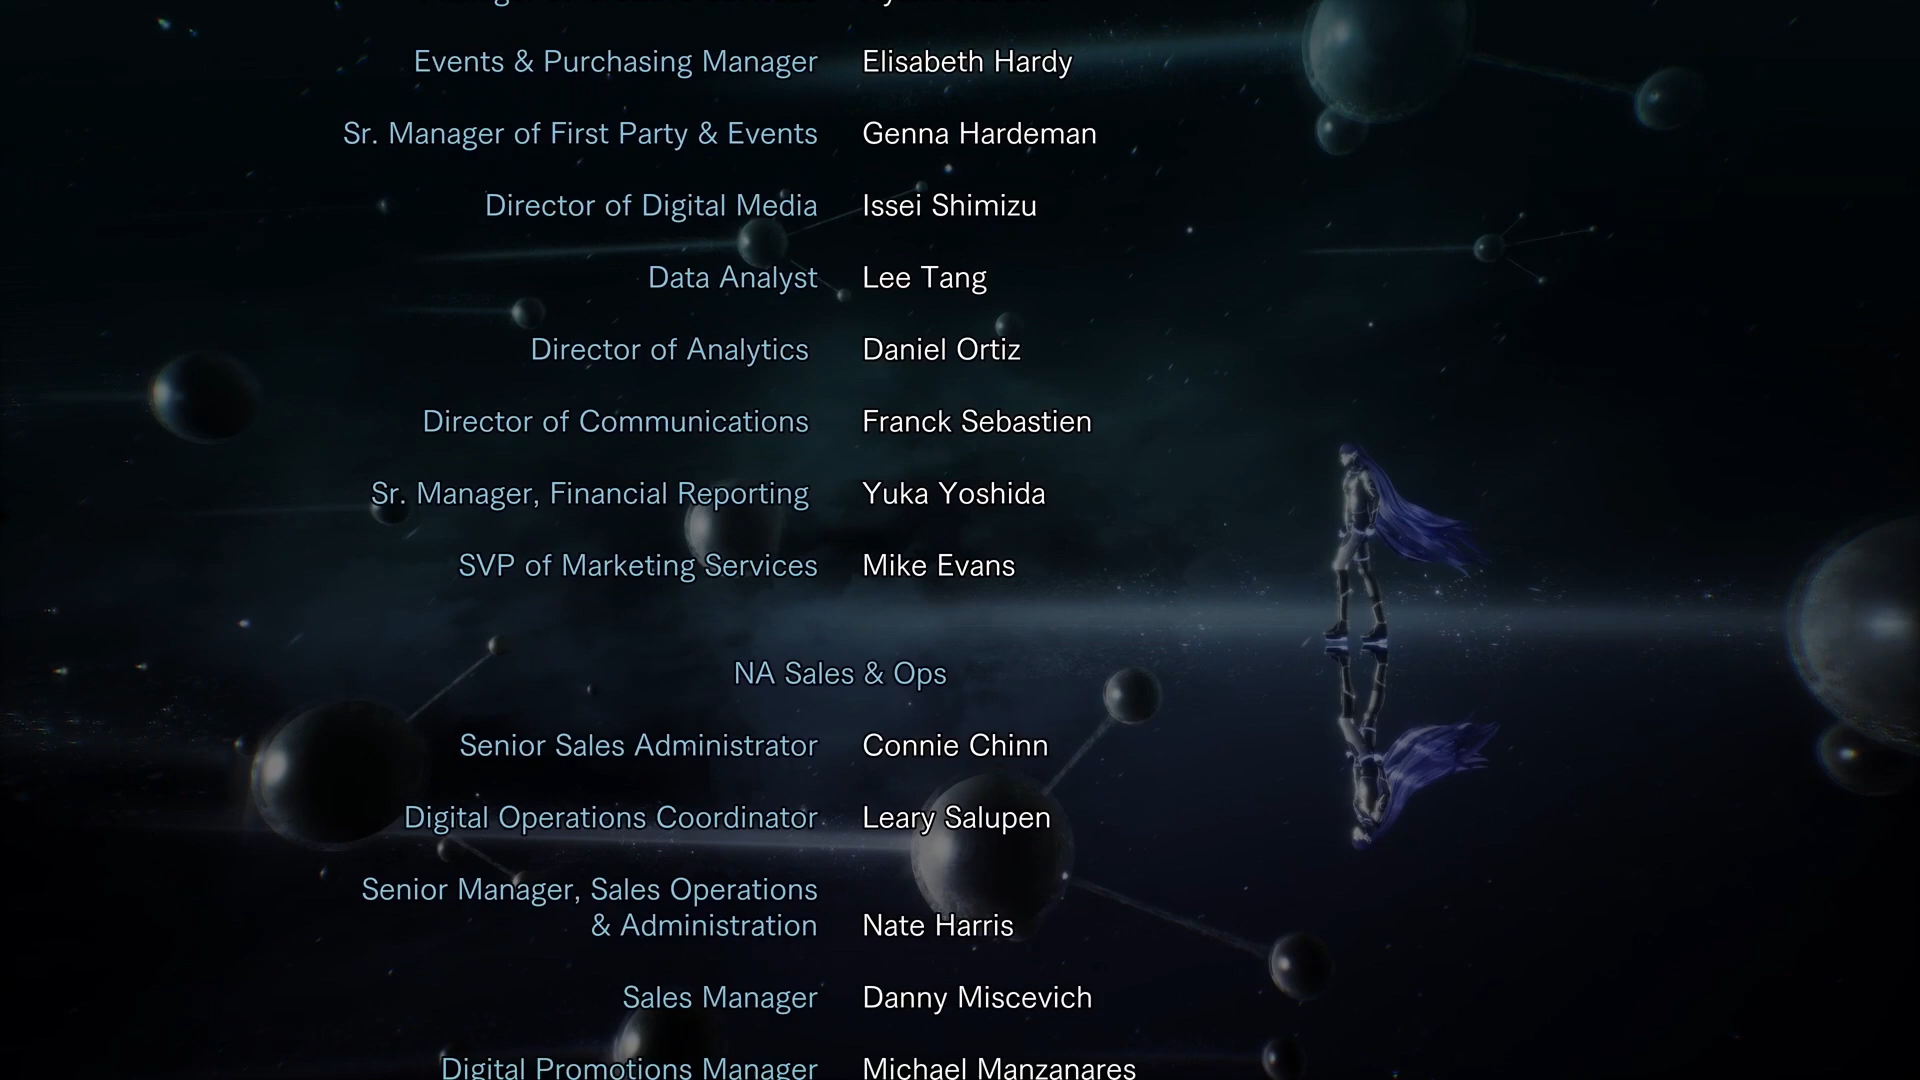 Events & Purchasing Manager Elisabeth Hardy
Sr. Manager of First Party & Events Genna Hardeman
Director of Digital Media Issei Shimizu
Data Analyst Lee Tang
Director of Analytics Daniel Ortiz
Director of Communications Franck Sebastien
Sr. Manager, Financial Reporting Yuka Yoshida
SVP of Marketing Services Mike Evans
NA Sales & Ops
Senior Sales Administrator Connie Chinn
Digital Operations Coordinator Leary Salupen
Senior Manager, Sales Operations
& Administration Nate Harris
Sales Manager Danny Miscevich
Digital Promotions Manager Michael Manzanares